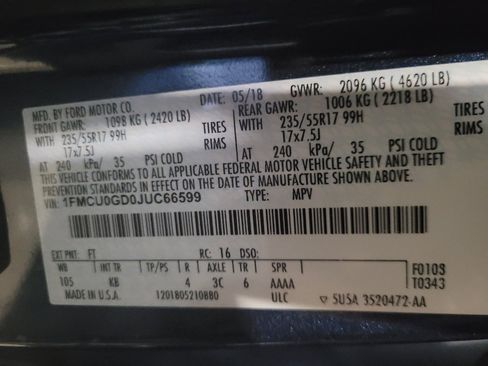 MFD. BY FORD MOTOR CO. DATE: 05/18 GVWR: 2096 KG (4620 LB)
FRONT GAWR: 1098 KG (2420 LB) REAR GAWR: 1006 KG (2218 LB)
WITH 235/55R17 99H TIRES WITH 235/55R17 99H TIRES
17x7.5J RIMS 17x7.5J RIMS
AT 240 kPa/ 35 PSI COLD AT 240 kPa/ 35 PSI COLD
THIS VEHICLE CONFORMS TO ALL APPLICABLE FEDERAL MOTOR VEHICLE SAFETY AND THEFT
PREVENTION STANDARDS IN EFFECT ON THE DATE OF MANUFACTURE SHOWN ABOVE.
1FMCU0GD0JUC66599 TYPE: MPV
EXT PNT: FT RC: 16 DSO:
WB INT TR TP/PS R AXLE TR SPR F0103
105 KB 4 3C 6 AAAA T0343
MADE IN U.S.A. 1201805210880 ULC ▽ 5U5A 3520472-AA